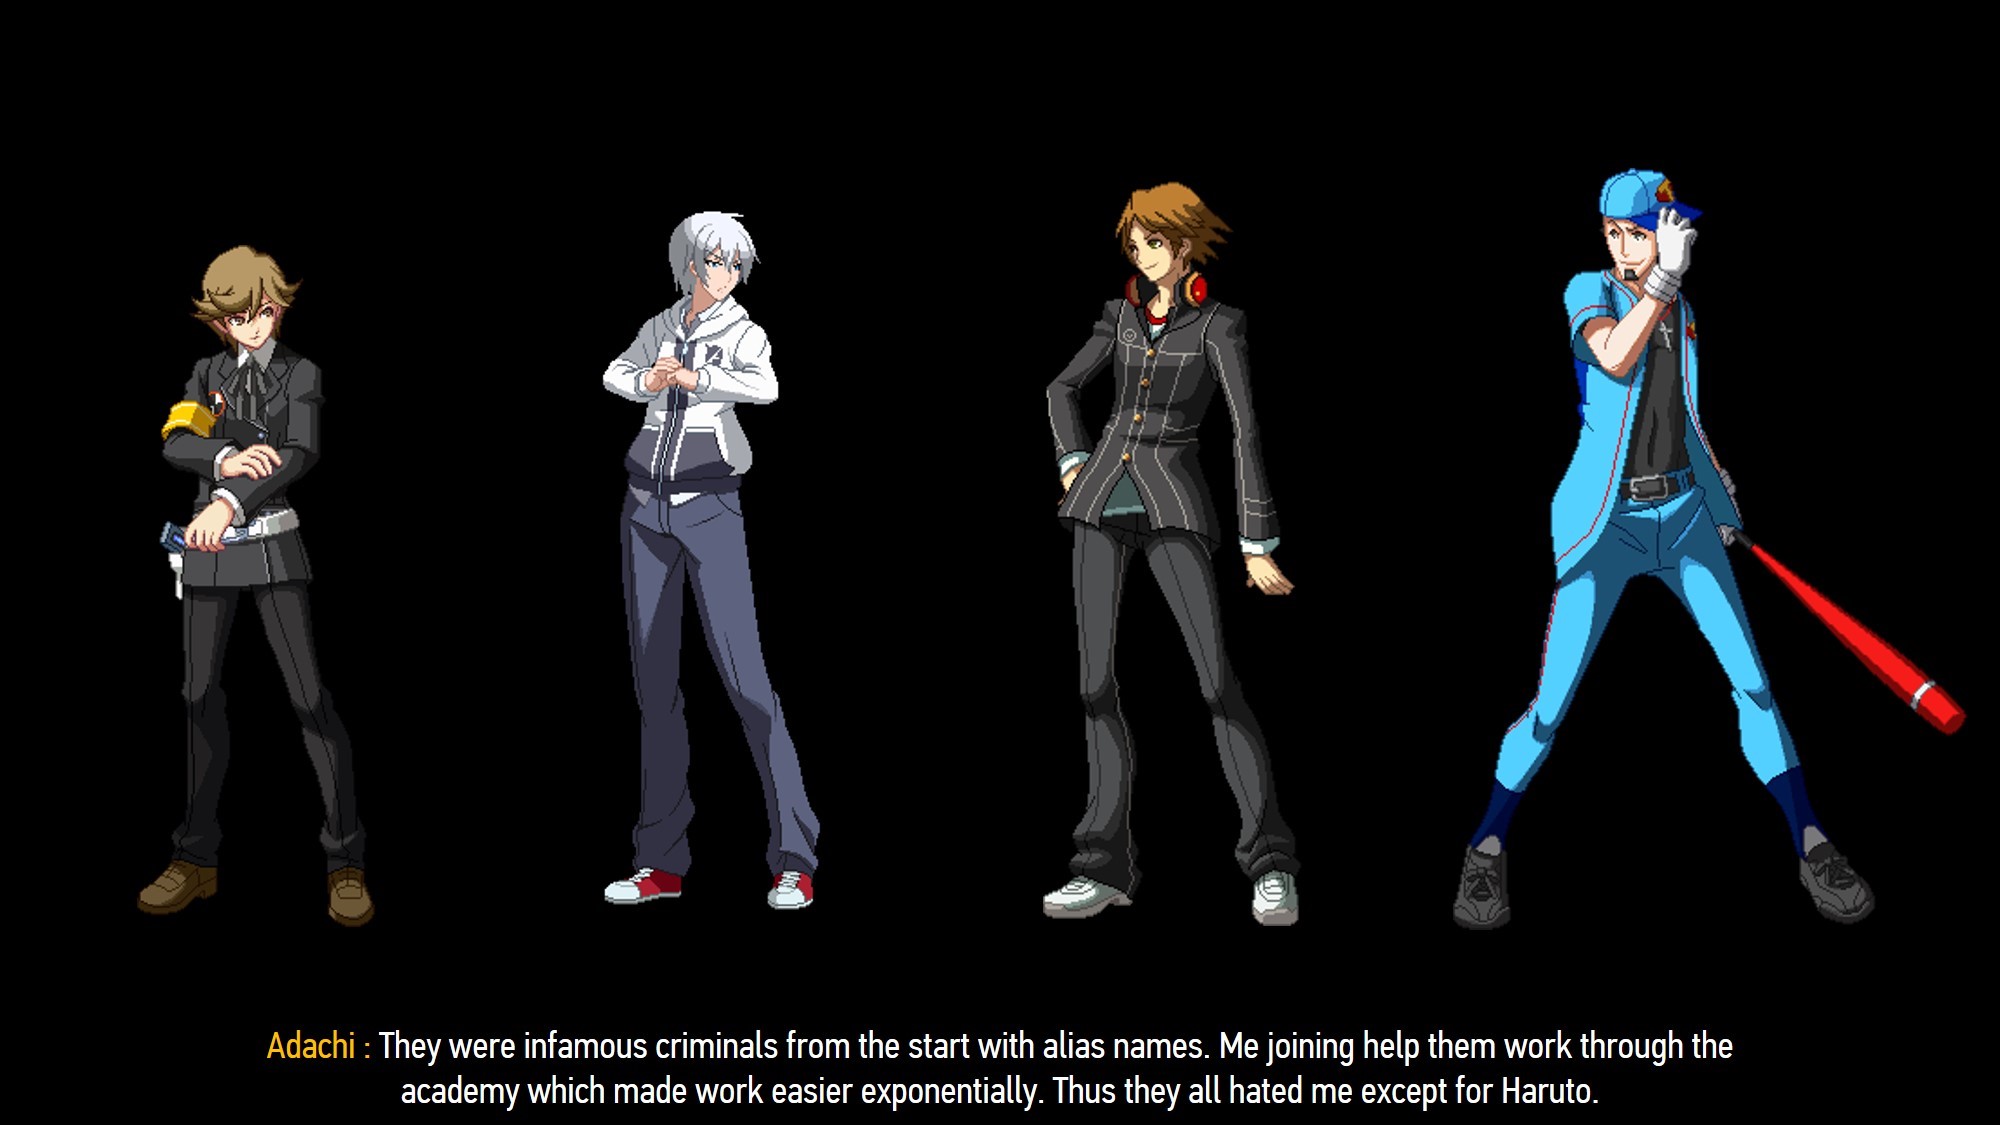 Adachi : They were infamous criminals from the start with alias names. Me joining help them work through the
academy which made work easier exponentially. Thus they all hated me except for Haruto.